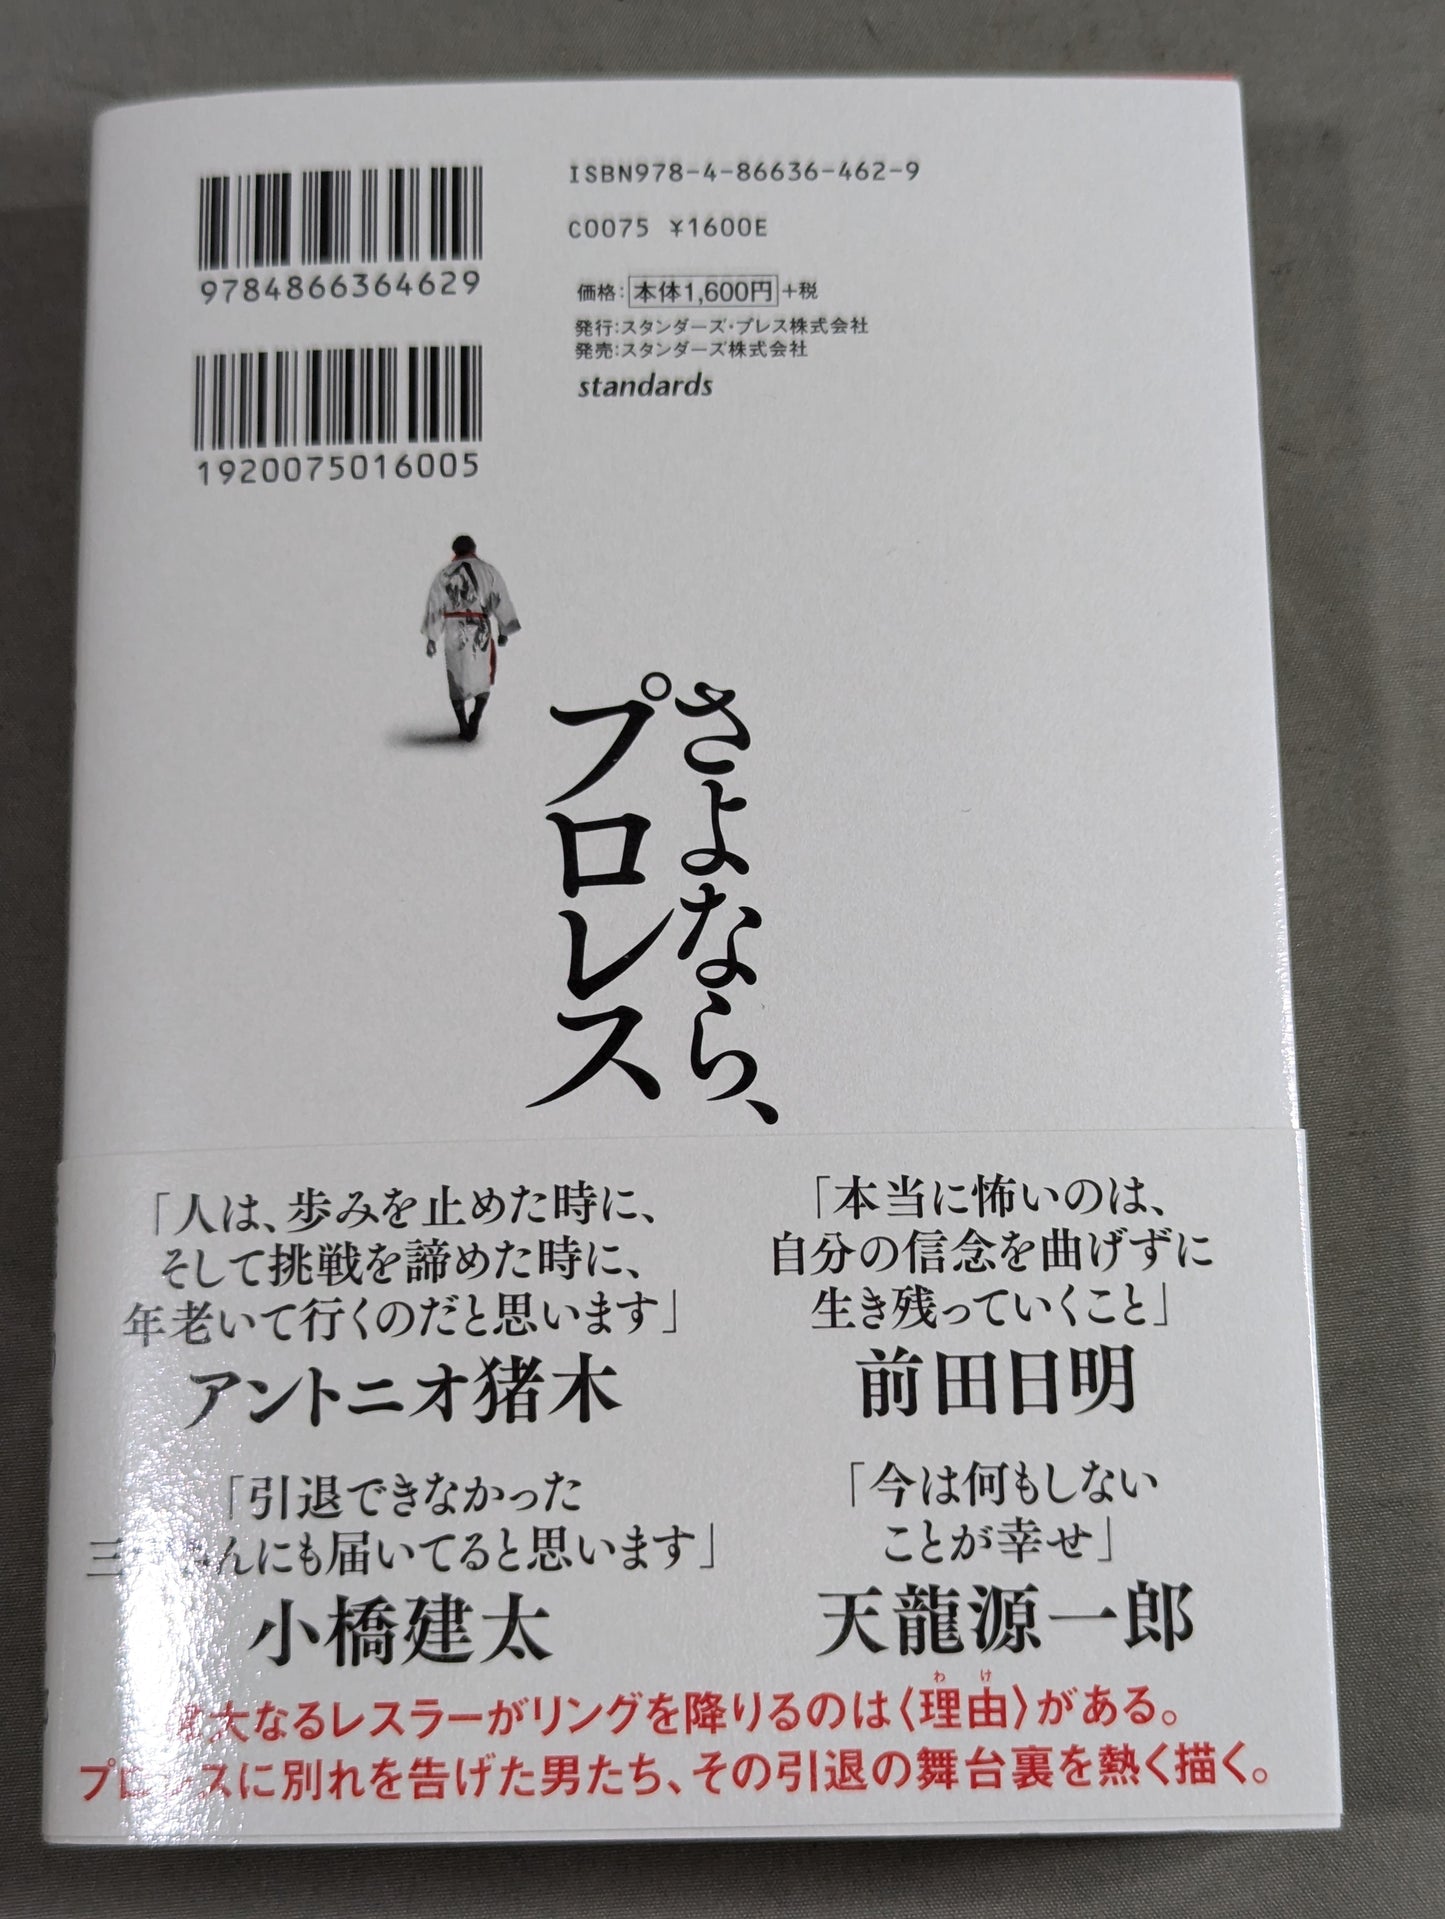 ISBN978-4-86636-462-9
C0075 ¥1600E
9784866364629
価格：本体1,600円+税
発行：スタンダーズ・プレス株式会社
発売：スタンダーズ株式会社
standards
1920075016005
さよなら、
プロレス
「人は、歩みを止めた時に、
そして挑戦を諦めた時に、
年老いて行くのだと思います」
アントニオ猪木
「本当に怖いのは、
自分の信念を曲げずに
生き残っていくこと」
前田日明
「引退できなかった
三んにも届いてると思います」
小橋建太
「今は何もしない
ことが幸せ」
天龍源一郎
わけ
大なるレスラーがリングを降りるのは〈理由〉がある。
プロレスに別れを告げた男たち、その引退の舞台裏を熱く描く。